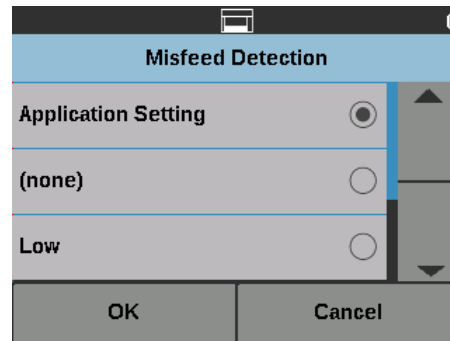 Misfeed Detection
Application Setting
(none)
Low
OK
Cancel